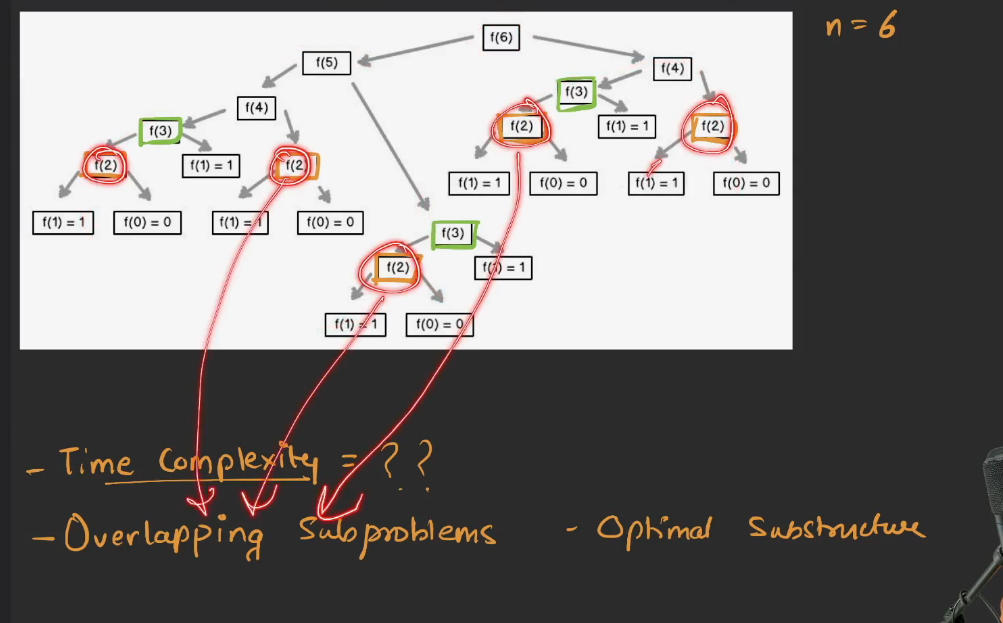 n = 6
f(6)
f(5)
f(4)
f(4)
f(3)
f(3)
f(2)
f(1) = 1
f(2)
f(2)
f(1) = 1
f(2)
f(1) = 1
f(0) = 0
f(1) = 1
f(0) = 0
f(1) = 1
f(0) = 0
f(1) = 1
f(0) = 0
f(3)
f(2)
f(1) = 1
f(1) = 1
f(0) = 0
- Time Complexity = ??
- Overlapping Subproblems - Optimal Substructure